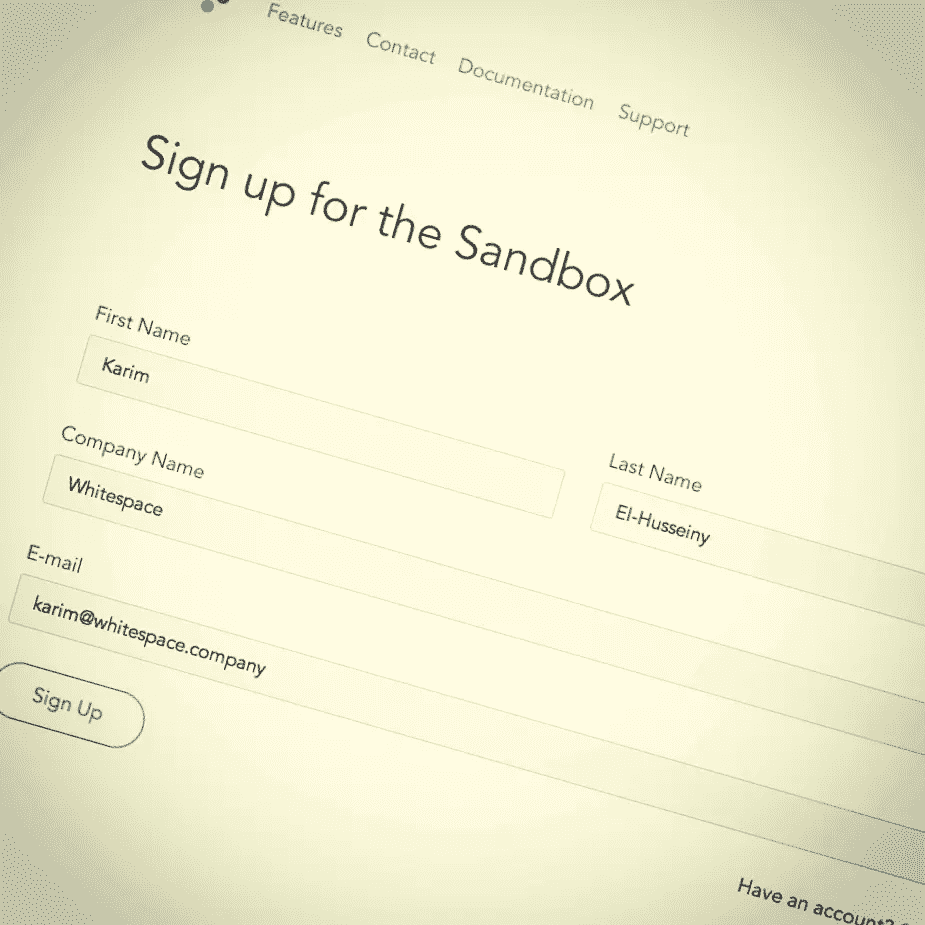 Features Contact Documentation Support
Sign up for the Sandbox
First Name
Karim
Last Name
El-Husseiny
Company Name
Whitespace
E-mail
karim@whitespace.company
Sign Up
Have an account?